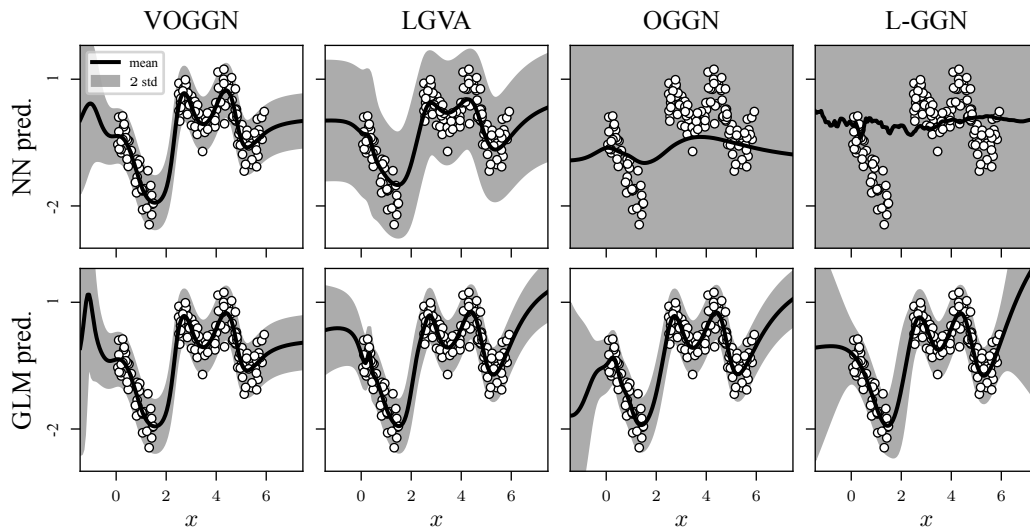 VOGGN LGVA OGGN L-GGN
NN pred.
1
-2
mean
2 std
GLM pred.
1
-2
0 2 4 6 0 2 4 6 0 2 4 6 0 2 4 6
x x x x